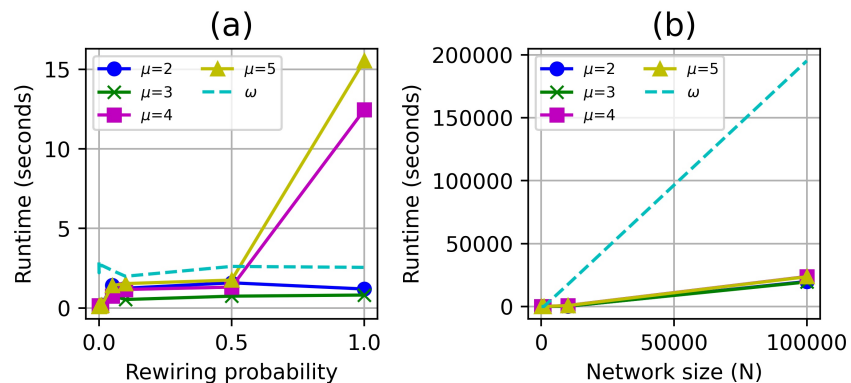 (a)
μ=2
μ=3
μ=4
μ=5
ω
15
10
5
0
Runtime (seconds)
0.0 0.5 1.0
Rewiring probability
(b)
μ=2
μ=3
μ=4
μ=5
ω
200000
150000
100000
50000
0
Runtime (seconds)
0 50000 100000
Network size (N)